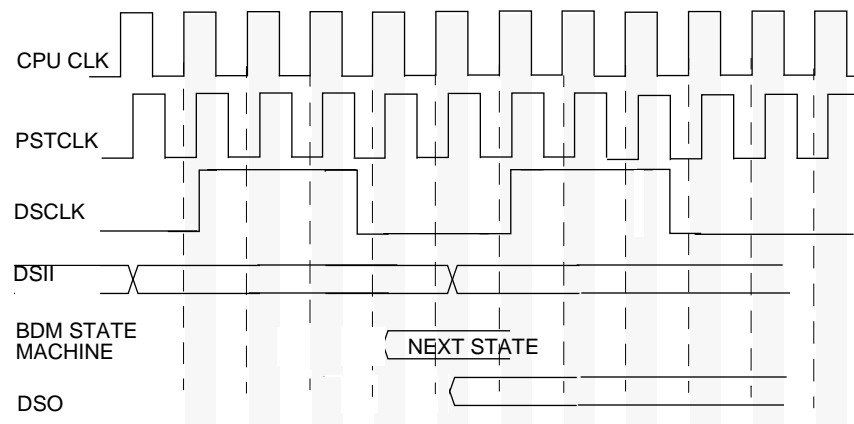 CPU CLK
PSTCLK
DSCLK
DSII
BDM STATE
MACHINE
NEXT STATE
DSO